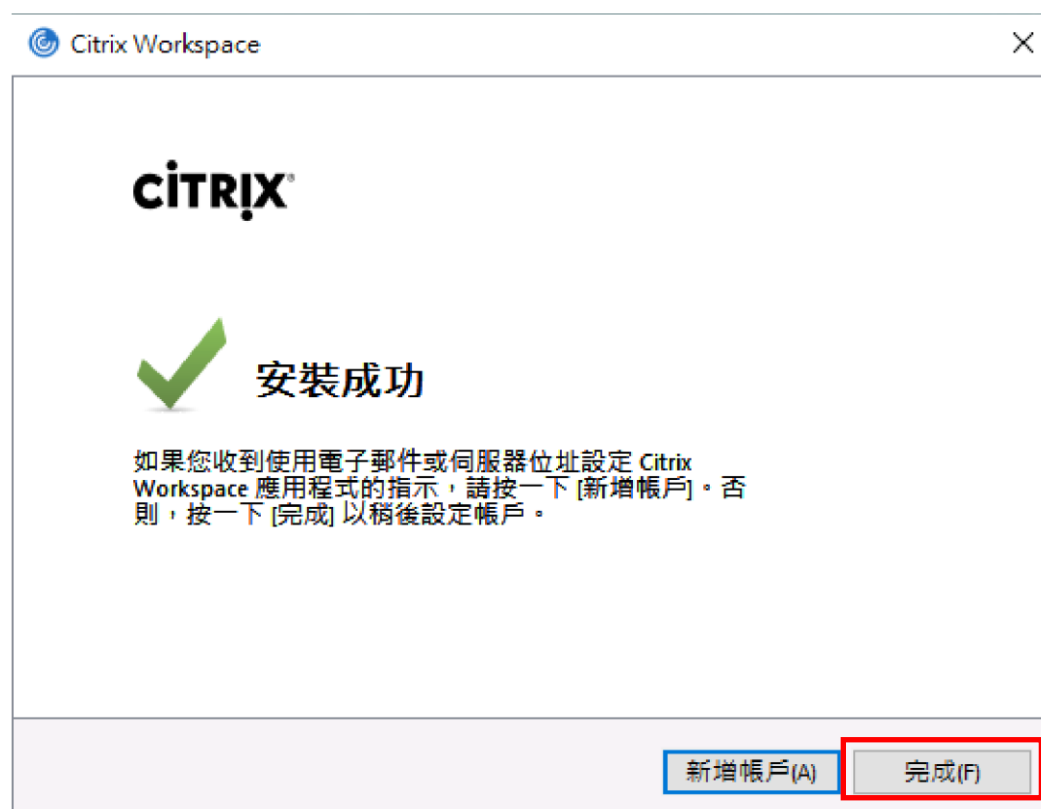 Citrix Workspace
CİTRỊX®
安裝成功
如果您收到使用電子郵件或伺服器位址設定 Citrix
Workspace 應用程式的指示，請按一下 [新增帳戶]。否
則，按一下 [完成] 以稍後設定帳戶。
新增帳戶(A)
完成(F)